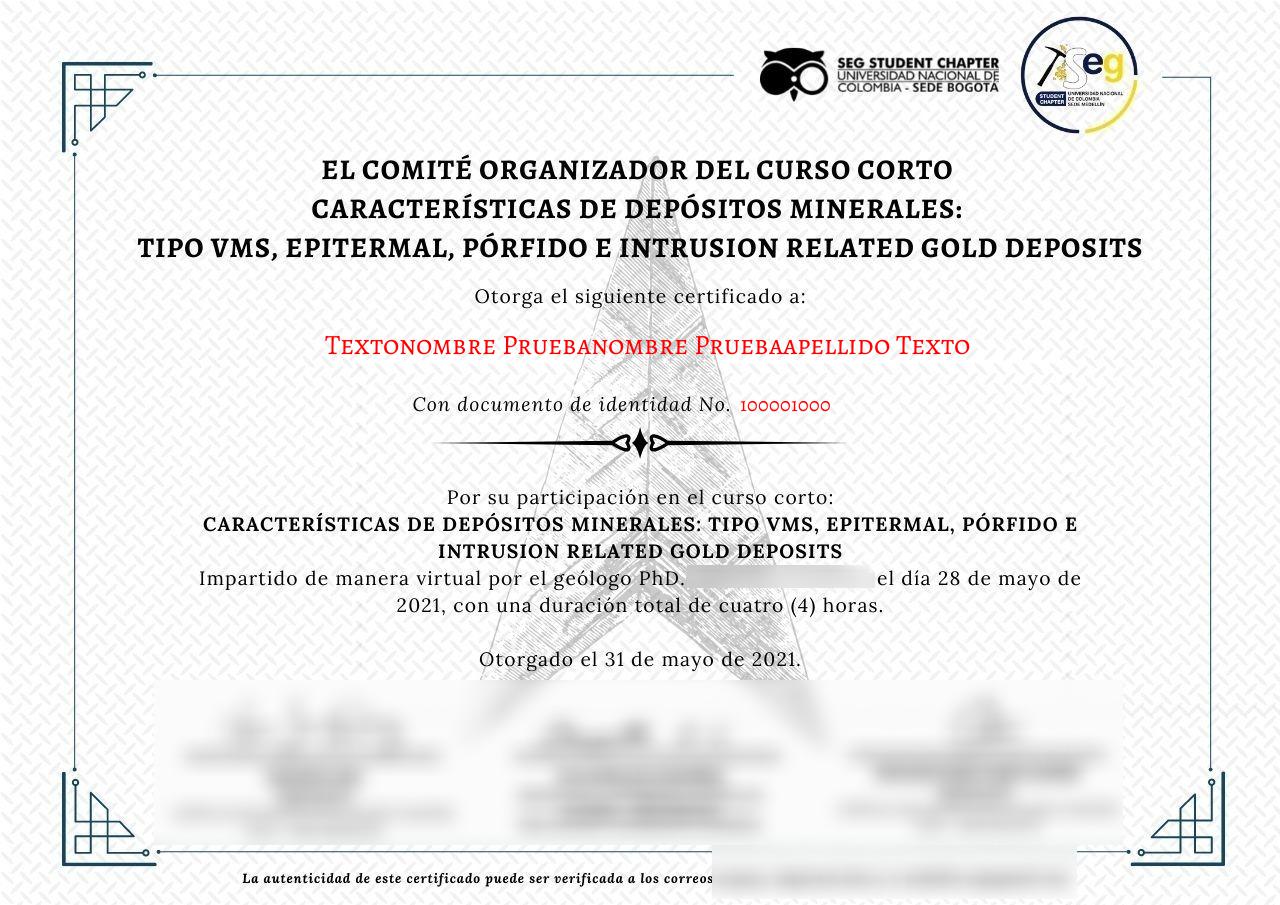 SEG STUDENT CHAPTER
UNIVERSIDAD NACIONAL DE
COLOMBIA - SEDE BOGOTÁ
Seg
STUDENT CHAPTER
UNIVERSIDAD NACIONAL
DE COLOMBIA
SEDE MEDELLÍN
EL COMITÉ ORGANIZADOR DEL CURSO CORTO
CARACTERÍSTICAS DE DEPÓSITOS MINERALES:
TIPO VMS, EPITERMAL, PÓRFIDO E INTRUSION RELATED GOLD DEPOSITS
Otorga el siguiente certificado a:
Textonombre Pruebanombre Pruebaapellido Texto
Con documento de identidad No. 100001000
Por su participación en el curso corto:
CARACTERÍSTICAS DE DEPÓSITOS MINERALES: TIPO VMS, EPITERMAL, PÓRFIDO E
INTRUSION RELATED GOLD DEPOSITS
Impartido de manera virtual por el geólogo PhD. el día 28 de mayo de
2021, con una duración total de cuatro (4) horas.
Otorgado el 31 de mayo de 2021.
La autenticidad de este certificado puede ser verificada a los correos